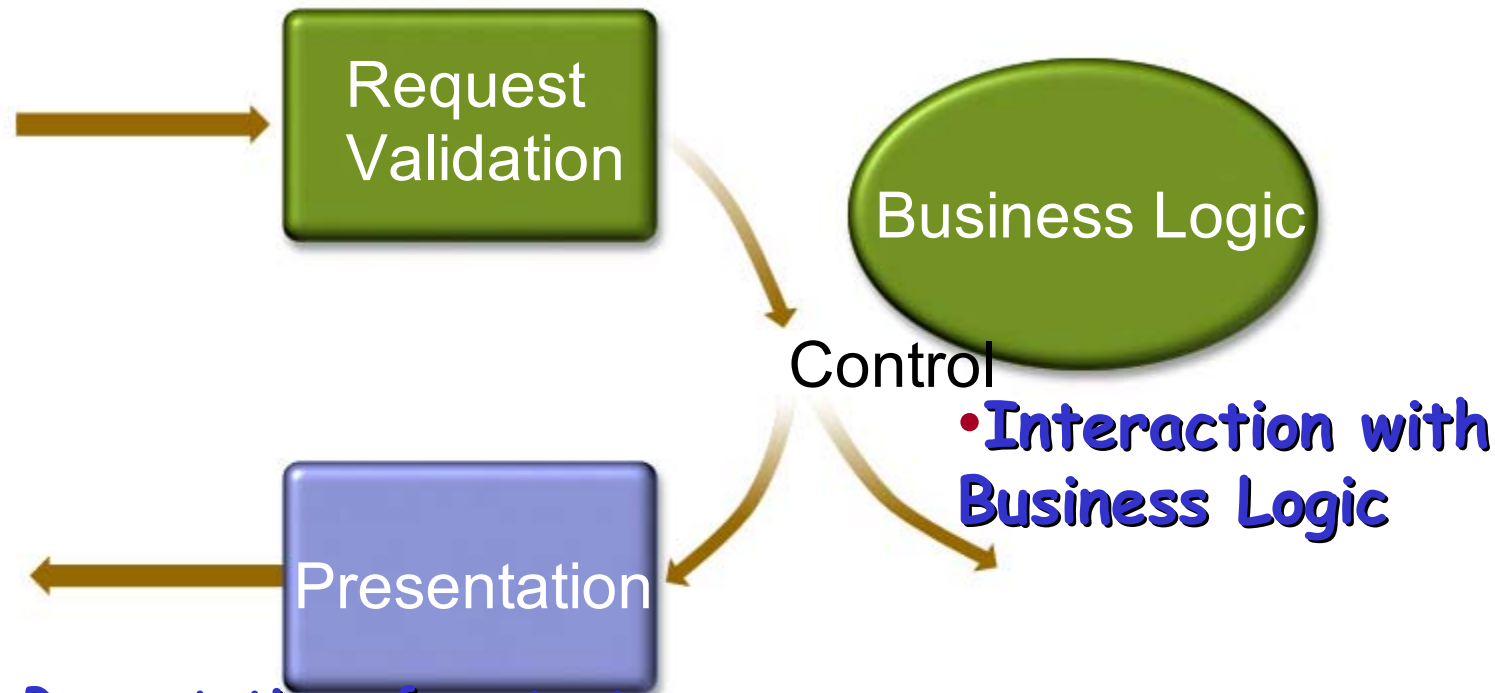 Request
Validation
Business Logic
Control
•Interaction with
Business Logic
Presentation